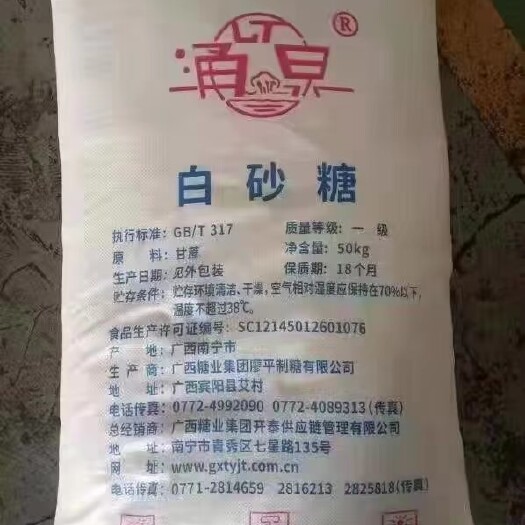 LT
涌泉®
白砂糖
执行标准：GB/T 317 质量等级：一 级
原 料：甘蔗 净含量：50kg
生产日期：见外包装 保质期：18个月
贮存条件：贮存环境清洁、干燥，空气相对湿度应保持在70%以下，
温度不超过38℃。
食品生产许可证编号：SC12145012601076
产 地：广西南宁市
生 产 商：广西糖业集团廖平制糖有限公司
地 址：广西宾阳县艾村
电话传真：0772-4992090 0772-4089313(传真)
总经销商：广西糖业集团开泰供应链管理有限公司
地 址：南宁市青秀区七星路135号
网 址：www.gxtyjt.com.cn
电话传真：0771-2814659 2816213 2825818(传真)